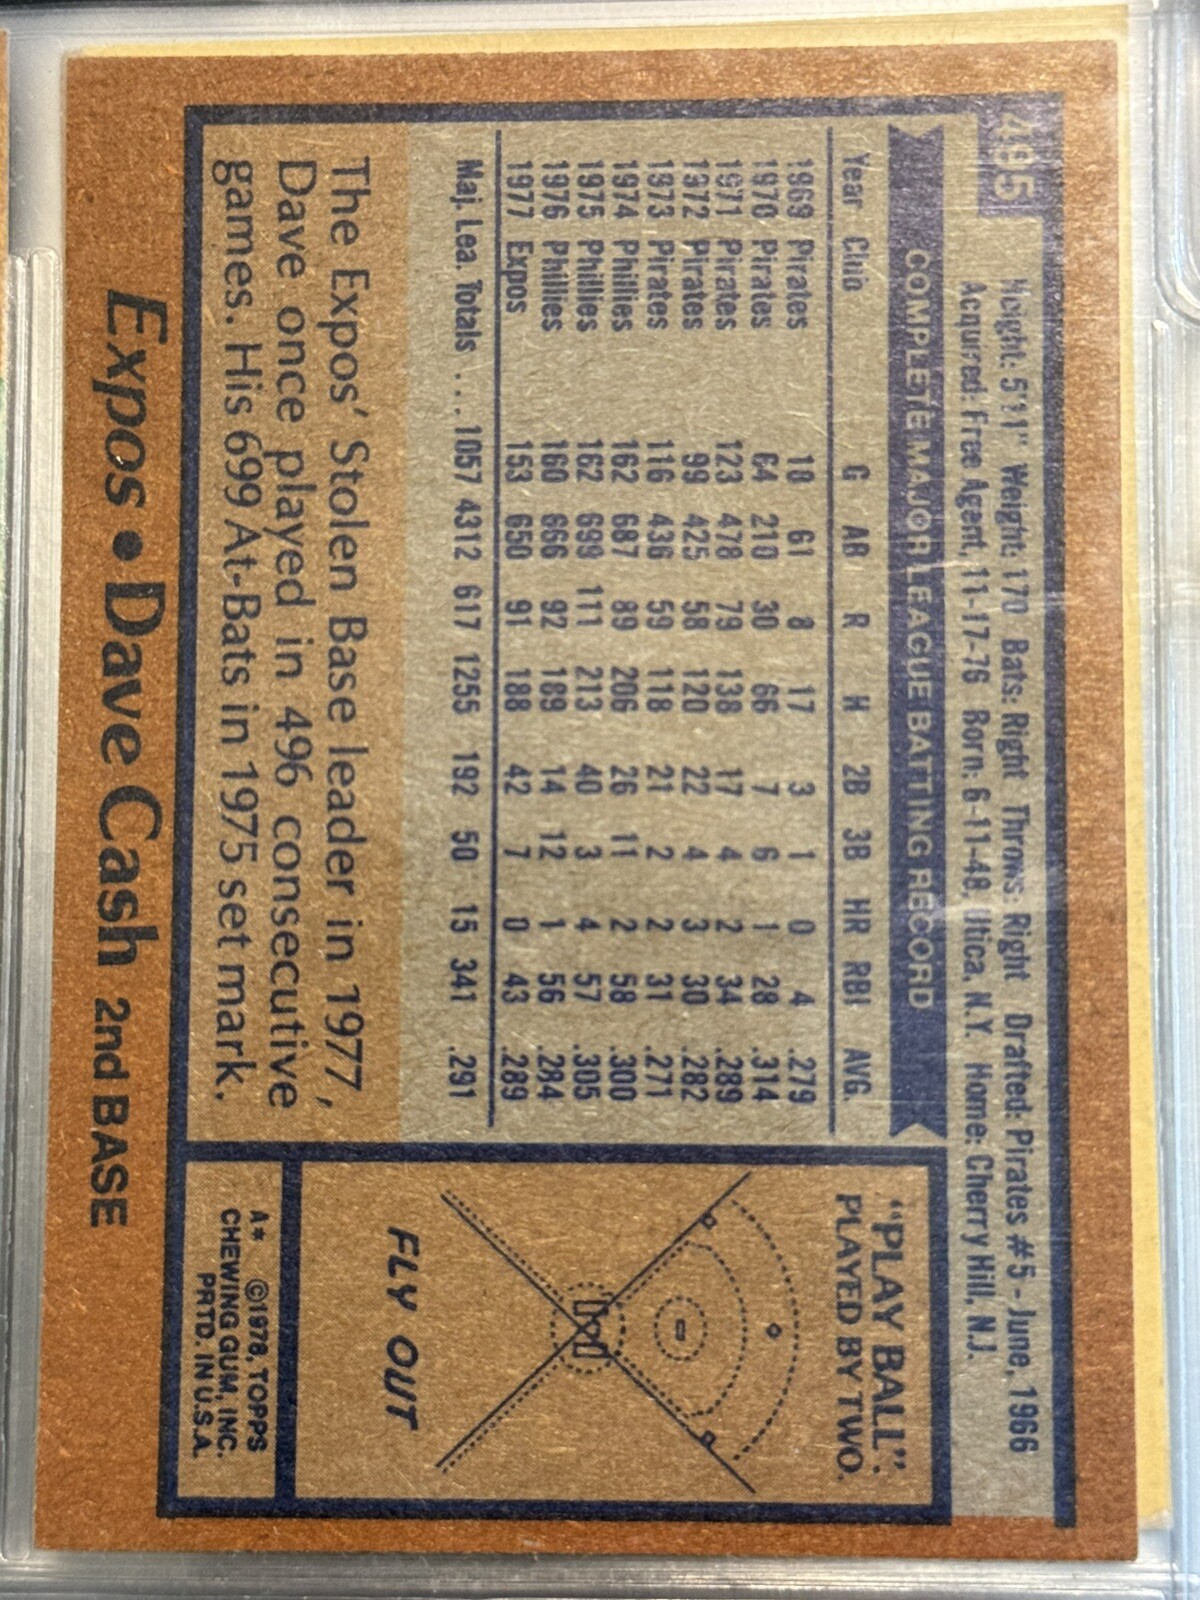 495
Height: 5'11" Weight: 170 Bats: Right Throws: Right Drafted: Pirates #5 - June, 1966
Acquired: Free Agent, 11-17-76 Born: 6-11-48, Utica, N.Y. Home: Cherry Hill, N.J.
COMPLETE MAJOR LEAGUE BATTING RECORD
Year Club G AB R H 2B 3B HR RBI AVG.
1969 Pirates 18 61 8 17 3 1 0 4 .279
1970 Pirates 64 210 30 66 7 6 1 28 .314
1971 Pirates 123 478 79 138 17 4 2 34 .289
1972 Pirates 99 425 58 120 22 4 3 30 .282
1973 Pirates 116 436 59 118 21 2 2 31 .271
1974 Phillies 162 687 89 206 26 11 2 58 .300
1975 Phillies 162 699 111 213 40 3 4 57 .305
1976 Phillies 160 666 92 189 14 12 1 56 .284
1977 Expos 153 650 91 188 42 7 0 43 .289
Maj. Lea. Totals . . . 1057 4312 617 1255 192 50 15 341 .291
The Expos' Stolen Base leader in 1977,
Dave once played in 496 consecutive
games. His 699 At-Bats in 1975 set mark.
"PLAY BALL":
PLAYED BY TWO.
FLY OUT
A* ©1978, TOPPS
CHEWING GUM, INC.
PRTD. IN U.S.A.
Expos • Dave Cash 2nd BASE